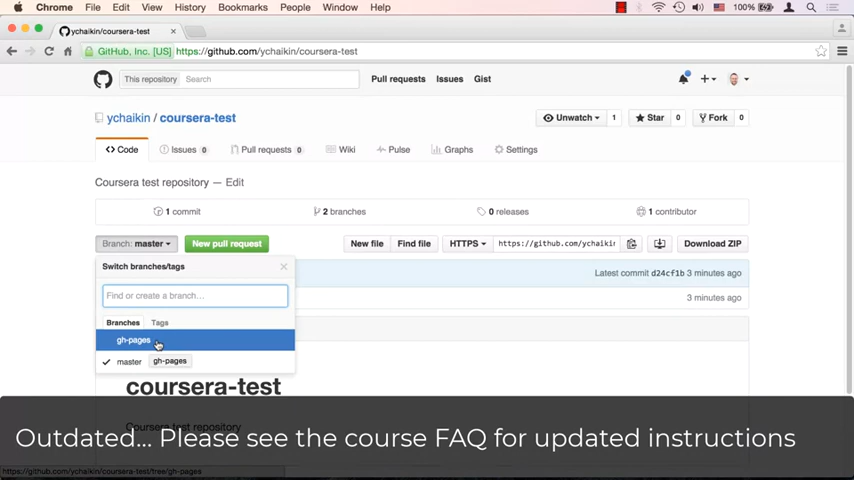 Chrome File Edit View History Bookmarks People Window Help 100%
ychaikin/coursera-test
GitHub, Inc. [US] https://github.com/ychaikin/coursera-test
This repository Search Pull requests Issues Gist
ychaikin / coursera-test Unwatch 1 Star 0 Fork 0
Code Issues 0 Pull requests 0 Wiki Pulse Graphs Settings
Coursera test repository — Edit
1 commit 2 branches 0 releases 1 contributor
Branch: master New pull request New file Find file HTTPS https://github.com/ychaikin Download ZIP
Switch branches/tags
Latest commit d24cf1b 3 minutes ago
Find or create a branch...
3 minutes ago
Branches Tags
gh-pages
master gh-pages
coursera-test
Coursera test repository
Outdated... Please see the course FAQ for updated instructions
https://github.com/ychaikin/coursera-test/tree/gh-pages